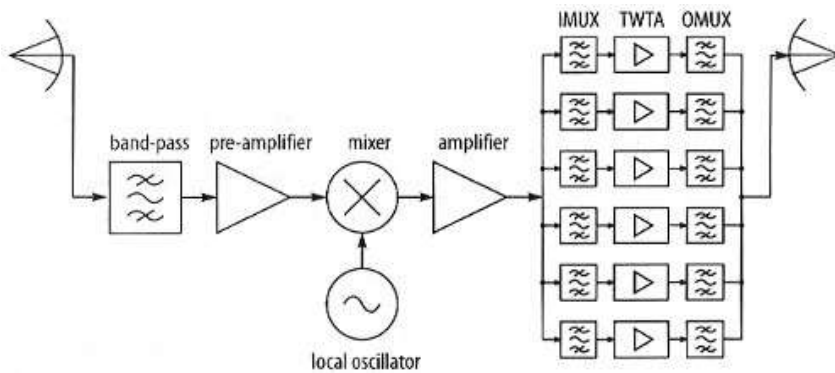 IMUX TWTA OMUX
band-pass pre-amplifier mixer amplifier
local oscillator